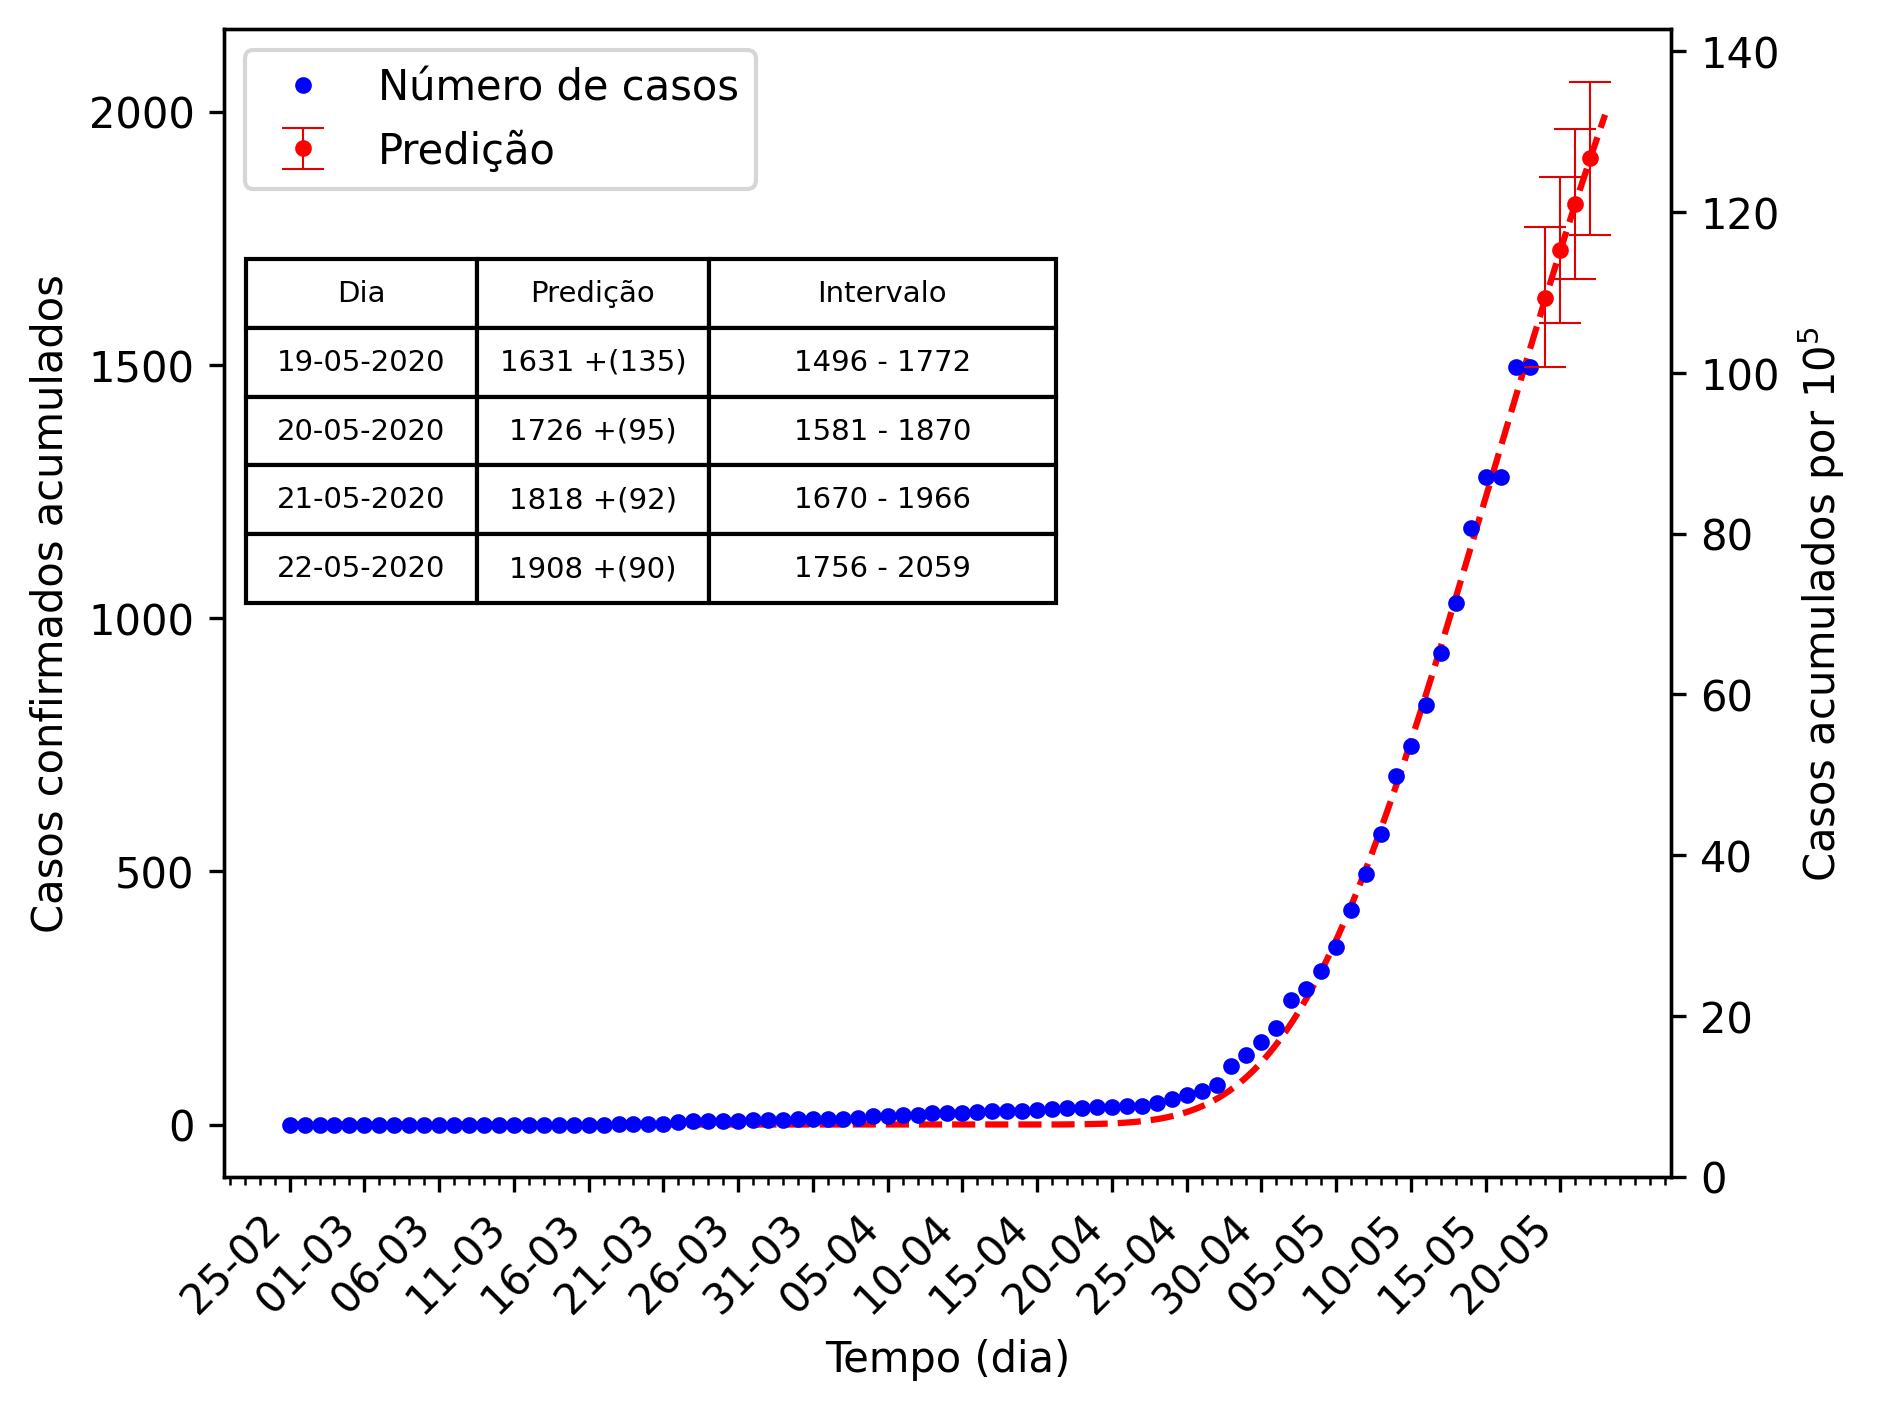 Número de casos
Predição
Dia Predição Intervalo
19-05-2020 1631 +(135) 1496 - 1772
20-05-2020 1726 +(95) 1581 - 1870
21-05-2020 1818 +(92) 1670 - 1966
22-05-2020 1908 +(90) 1756 - 2059
Casos confirmados acumulados
2000
1500
1000
500
0
140
120
100
80
60
40
20
0
Casos acumulados por 10⁵
25-02 01-03 06-03 11-03 16-03 21-03 26-03 31-03 05-04 10-04 15-04 20-04 25-04 30-04 05-05 10-05 15-05 20-05
Tempo (dia)